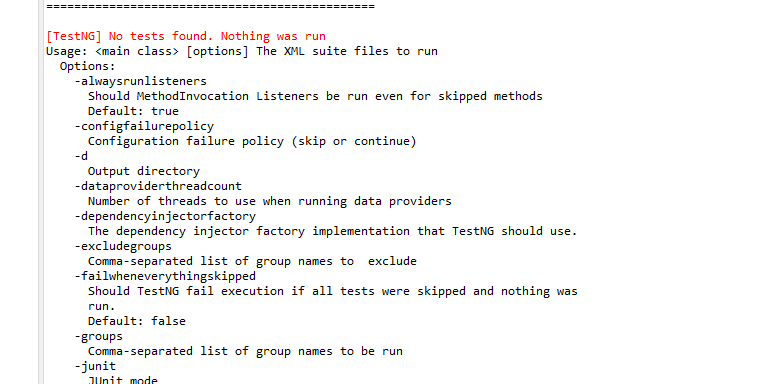 ===============================================
[TestNG] No tests found. Nothing was run
Usage: <main class> [options] The XML suite files to run
Options:
-alwaysrunlisteners
Should MethodInvocation Listeners be run even for skipped methods
Default: true
-configfailurepolicy
Configuration failure policy (skip or continue)
-d
Output directory
-dataproviderthreadcount
Number of threads to use when running data providers
-dependencyinjectorfactory
The dependency injector factory implementation that TestNG should use.
-excludegroups
Comma-separated list of group names to  exclude
-failwheneverythingskipped
Should TestNG fail execution if all tests were skipped and nothing was
run.
Default: false
-groups
Comma-separated list of group names to be run
-junit
JUnit mode